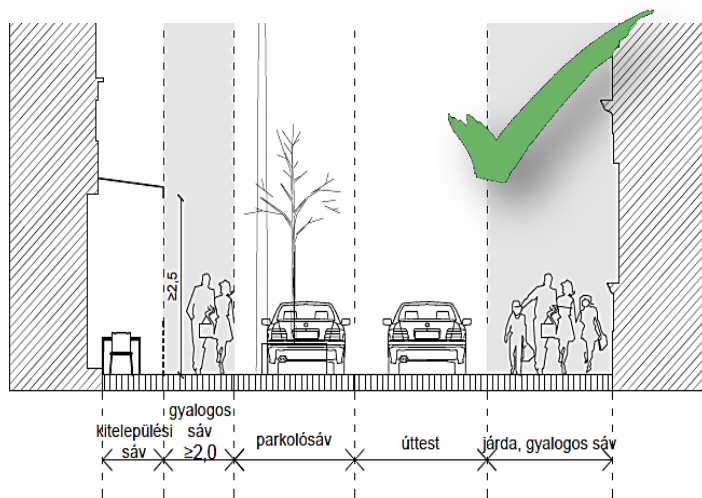 ≥2,5
kitelepülési
sáv
gyalogos
sáv
≥2,0
parkolósáv
úttest
járda, gyalogos sáv